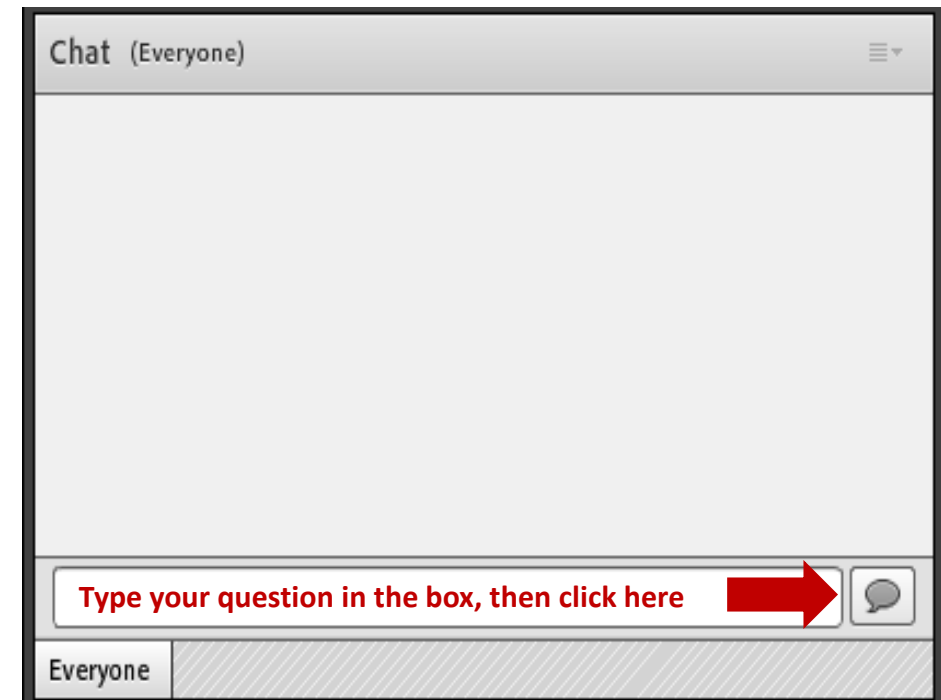 Chat (Everyone)
Type your question in the box, then click here
Everyone